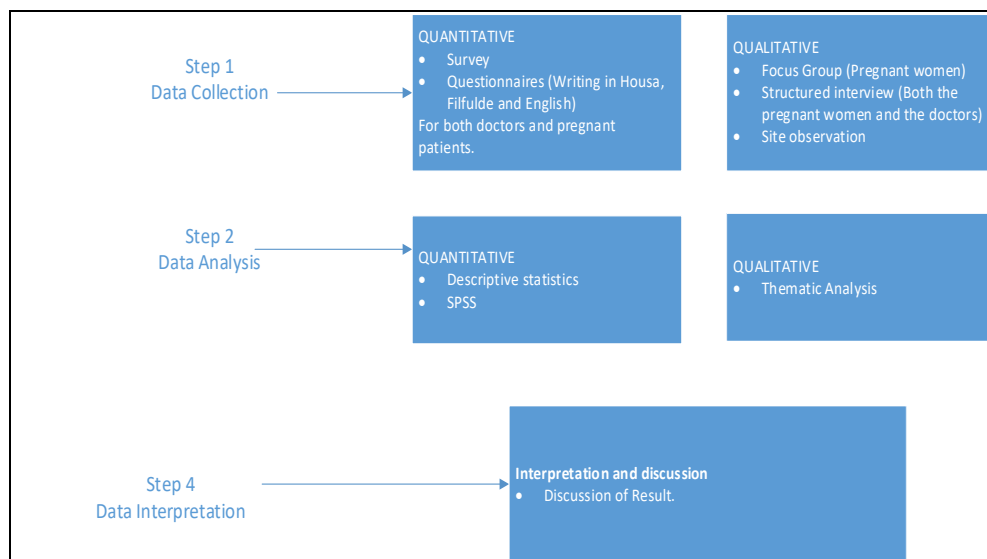 Step 1
Data Collection
QUANTITATIVE
• Survey
• Questionnaires (Writing in Housa,
Filfulde and English)
For both doctors and pregnant
patients.
QUALITATIVE
• Focus Group (Pregnant women)
• Structured interview (Both the
pregnant women and the doctors)
• Site observation
Step 2
Data Analysis
QUANTITATIVE
• Descriptive statistics
• SPSS
QUALITATIVE
• Thematic Analysis
Step 4
Data Interpretation
Interpretation and discussion
• Discussion of Result.